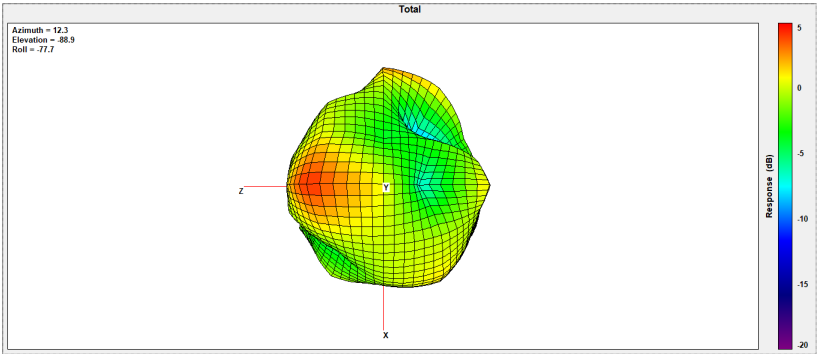 Total
Azimuth = 12.3
Elevation = -88.9
Roll = -77.7
Z
Y
X
5
0
-5
-10
-15
-20
Response (dB)